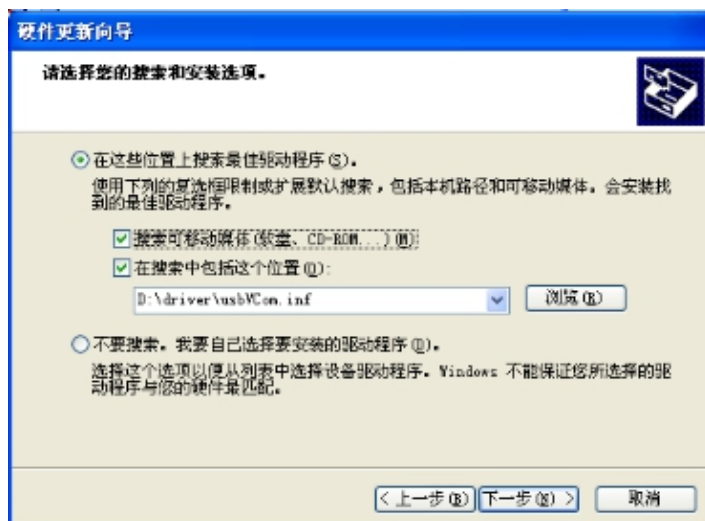 硬件更新向导
请选择您的搜索和安装选项。
在这些位置上搜索最佳驱动程序(S)。
使用下列的复选框限制或扩展默认搜索，包括本机路径和可移动媒体。会安装找
到的最佳驱动程序。
搜索可移动媒体(软盘、CD-ROM...)(M)
在搜索中包括这个位置(O):
D:\driver\usbVCom.inf
浏览(R)
不要搜索。我要自己选择要安装的驱动程序(D)。
选择这个选项以便从列表中选择设备驱动程序。Windows 不能保证您所选择的驱
动程序与您的硬件最匹配。
<上一步(B) 下一步(N)> 取消